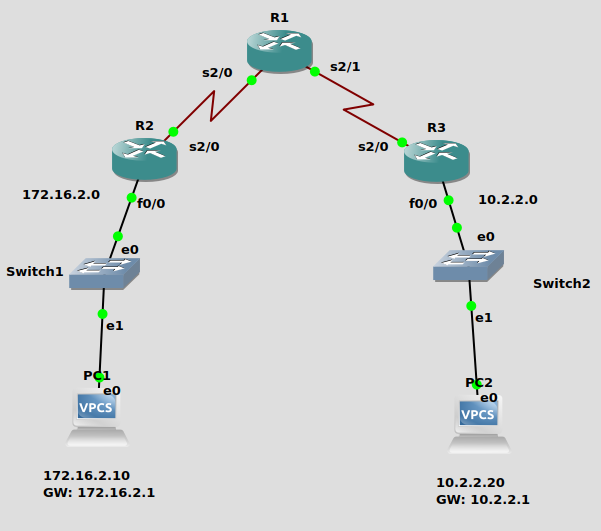 R1
s2/0
s2/1
R2
s2/0
s2/0
R3
172.16.2.0
f0/0
f0/0
10.2.2.0
e0
e0
Switch1
Switch2
e1
e1
PC1
e0
VPCS
PC2
e0
VPCS
172.16.2.10
GW: 172.16.2.1
10.2.2.20
GW: 10.2.2.1